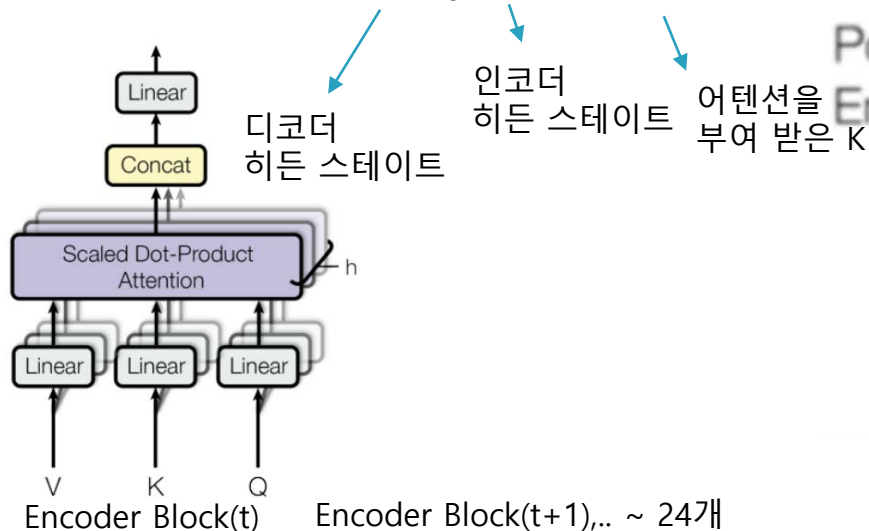 인코더
히든 스테이트
어텐션을
부여 받은 K
디코더
히든 스테이트
Linear
Concat
Scaled Dot-Product
Attention
h
Linear
Linear
Linear
V
K
Q
Encoder Block(t)
Encoder Block(t+1),.. ~ 24개